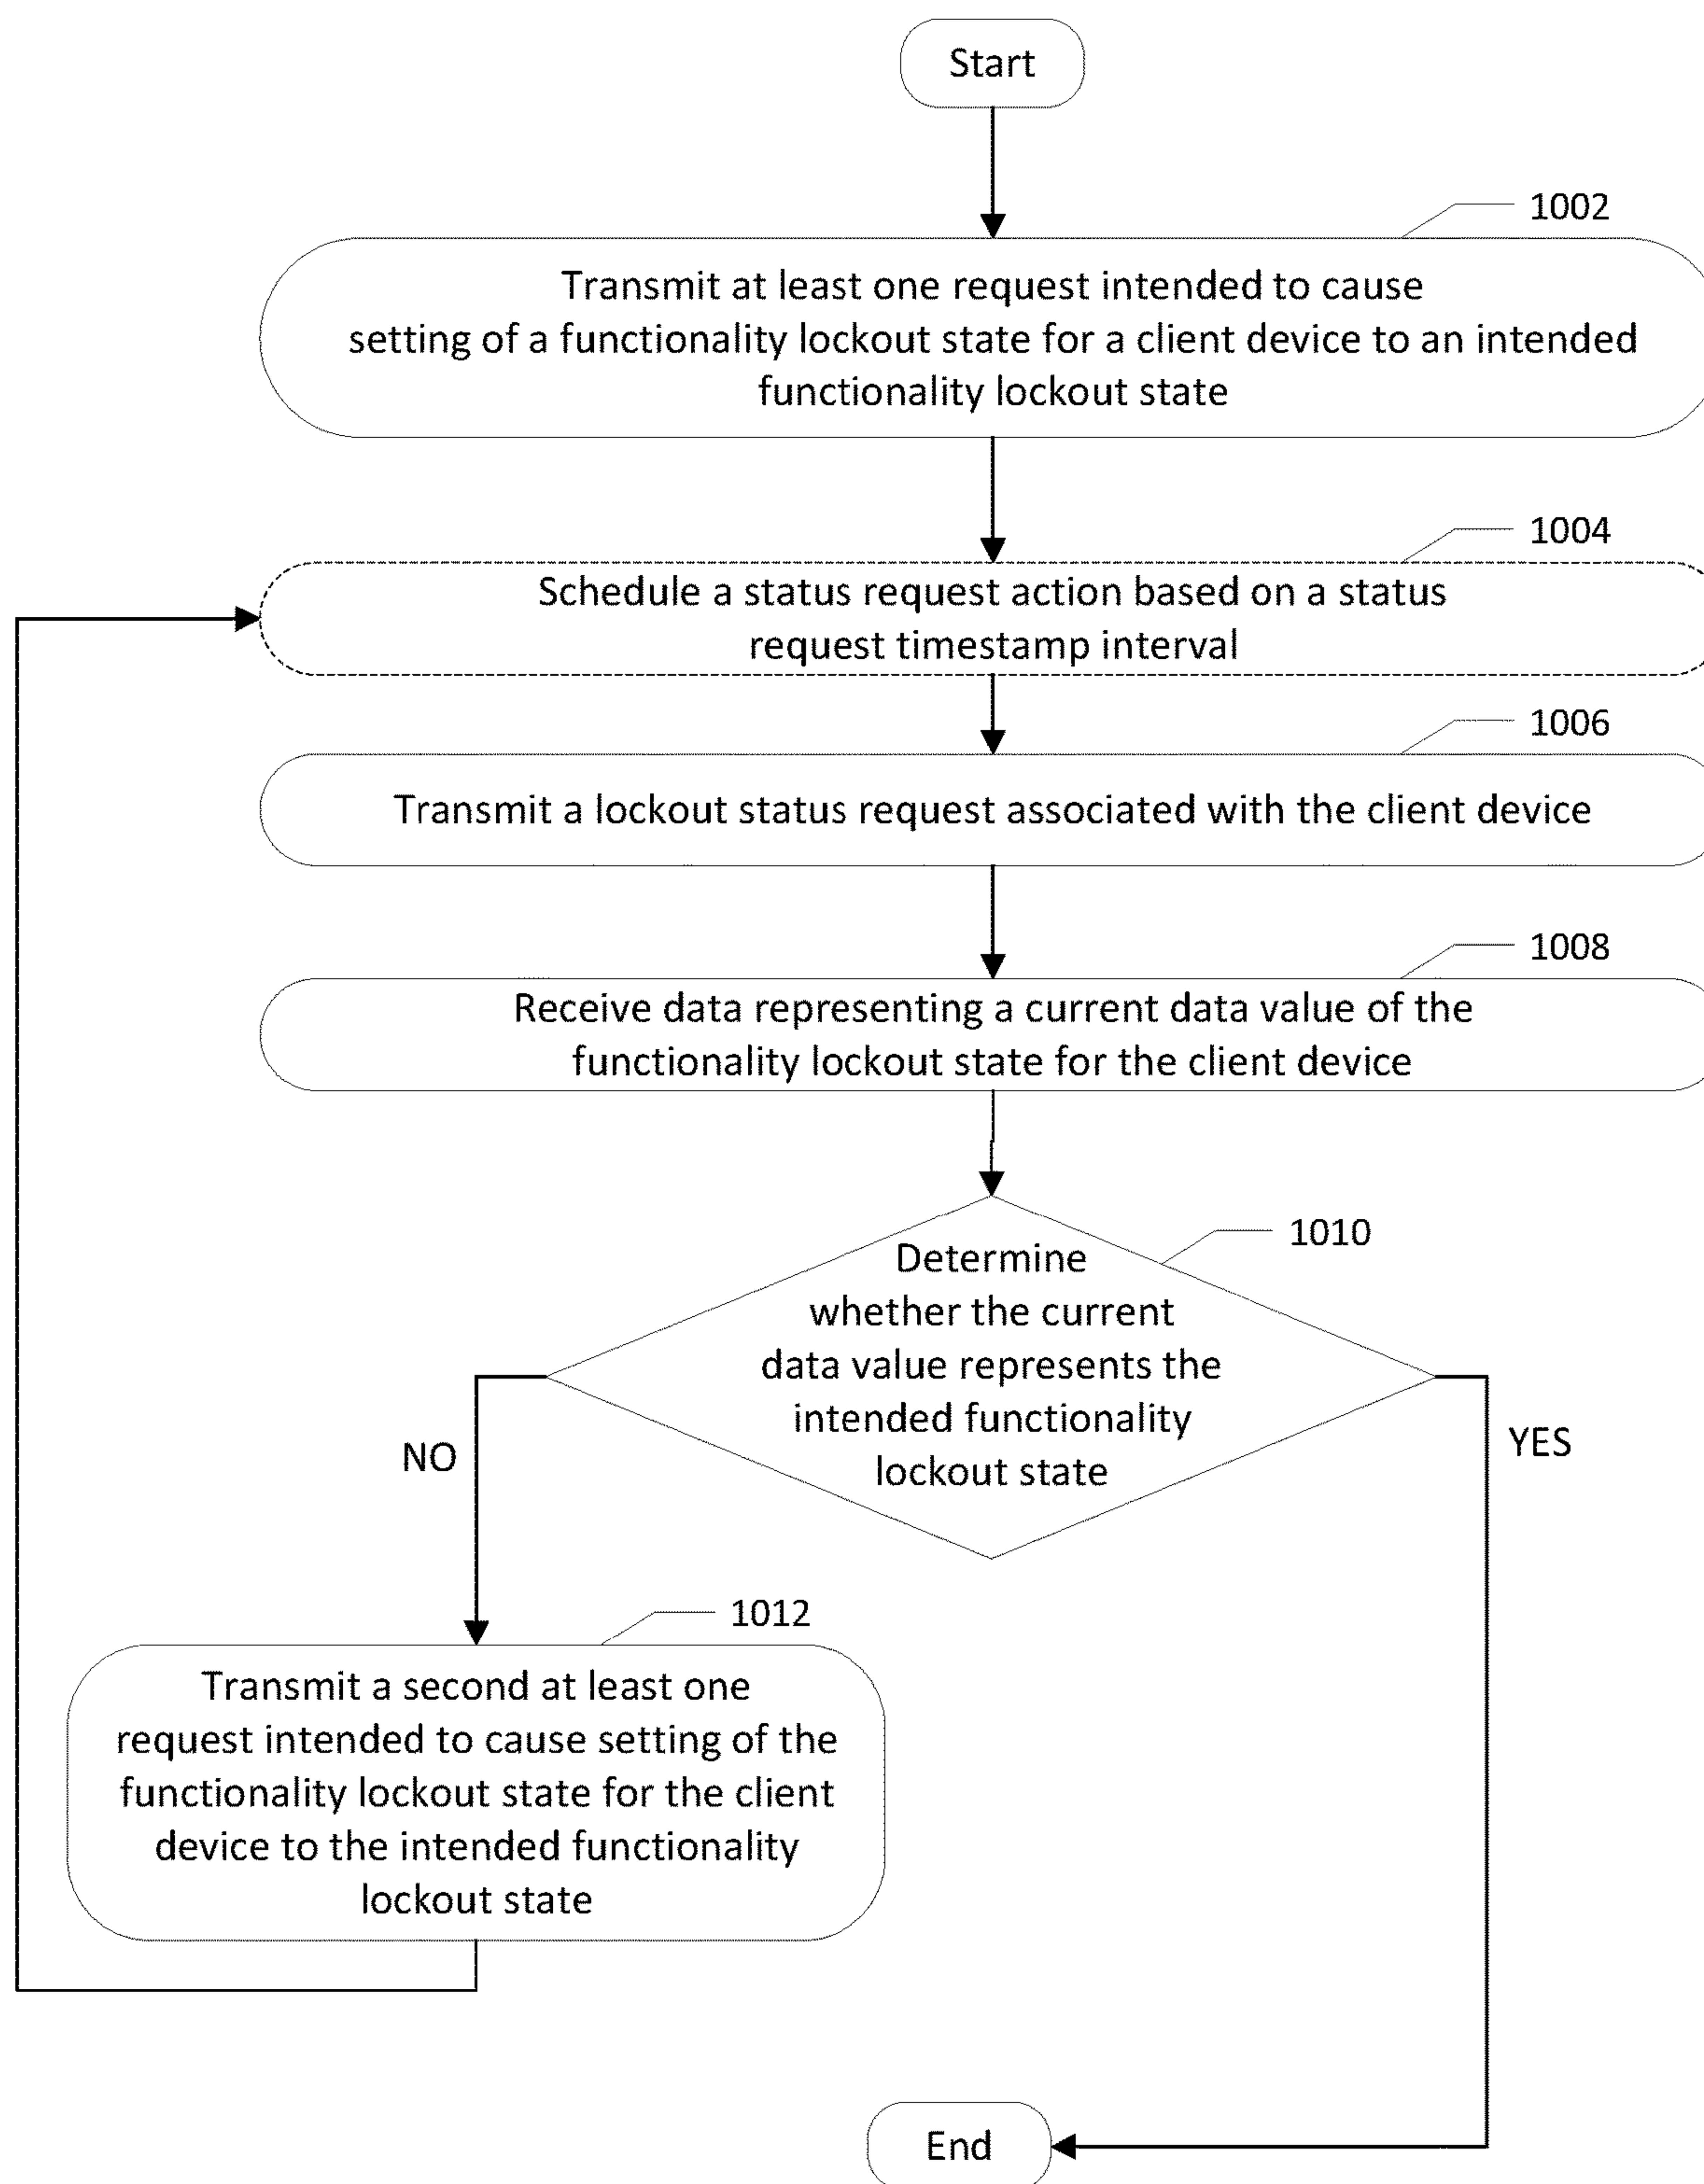 Start
1002
Transmit at least one request intended to cause
setting of a functionality lockout state for a client device to an intended
functionality lockout state
1004
Schedule a status request action based on a status
request timestamp interval
1006
Transmit a lockout status request associated with the client device
1008
Receive data representing a current data value of the
functionality lockout state for the client device
1010
Determine
whether the current
data value represents the
intended functionality
lockout state
NO
YES
1012
Transmit a second at least one
request intended to cause setting of the
functionality lockout state for the client
device to the intended functionality
lockout state
End